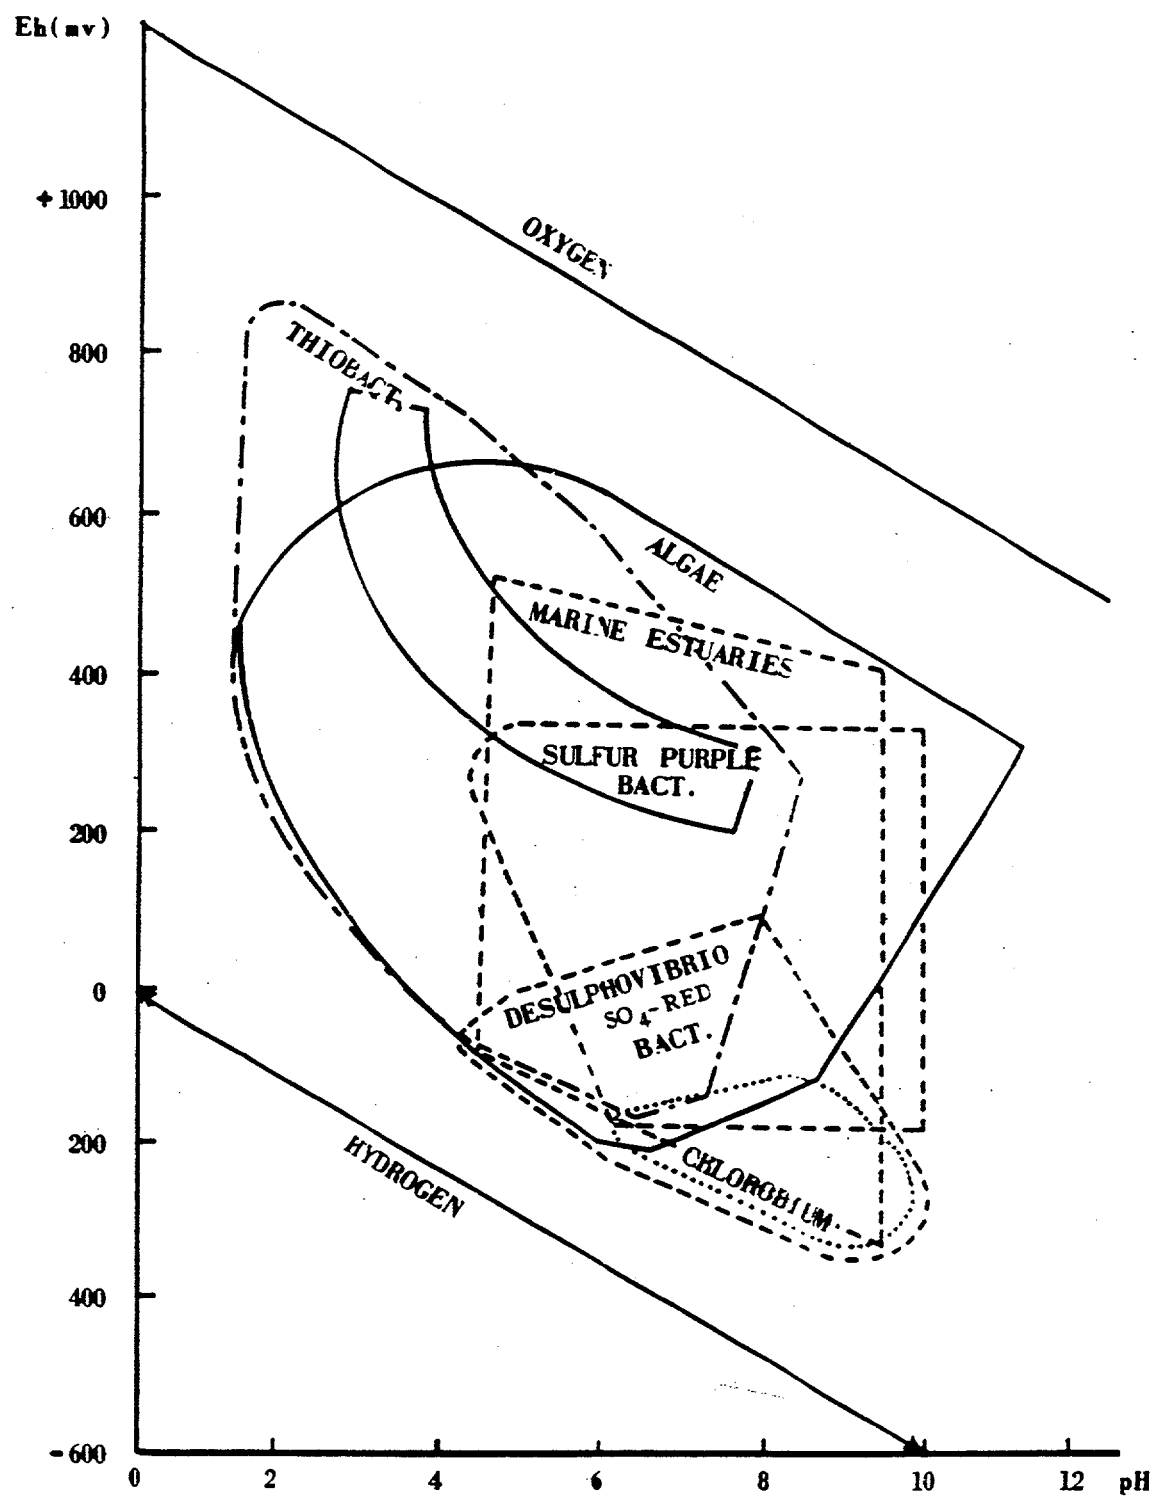 Eh(mv)
+1000
OXYGEN
800
THIOBACT.
600
ALGAE
MARINE ESTUARIES
400
SULFUR PURPLE
BACT.
200
DESULPHOVIBRIO
SO4-RED
BACT.
0
200
HYDROGEN
CHLOROBIUM
400
-600
0 2 4 6 8 10 12 pH